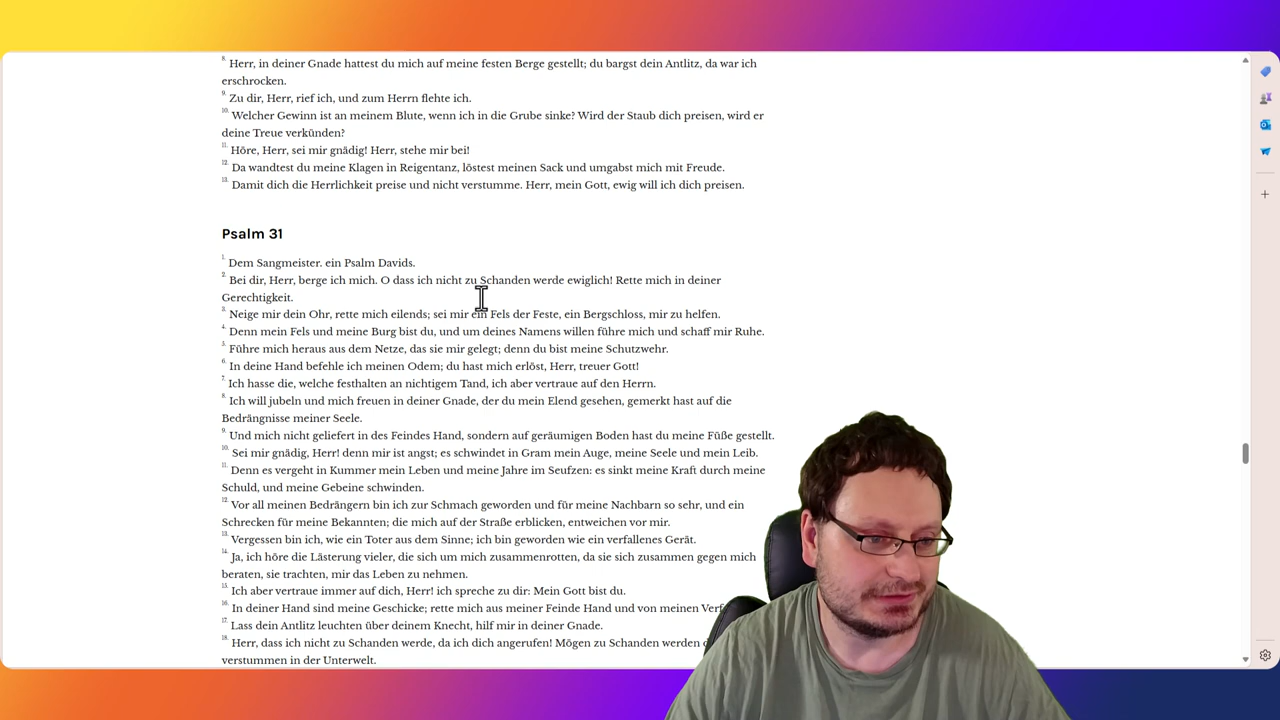 8. Herr, in deiner Gnade hattest du mich auf meine festen Berge gestellt; du bargst dein Antlitz, da war ich
erschrocken.
9. Zu dir, Herr, rief ich, und zum Herrn flehte ich.
10. Welcher Gewinn ist an meinem Blute, wenn ich in die Grube sinke? Wird der Staub dich preisen, wird er
deine Treue verkünden?
11. Höre, Herr, sei mir gnädig! Herr, stehe mir bei!
12. Da wandtest du meine Klagen in Reigentanz, löstest meinen Sack und umgabst mich mit Freude.
13. Damit dich die Herrlichkeit preise und nicht verstumme. Herr, mein Gott, ewig will ich dich preisen.
Psalm 31
1. Dem Sangmeister. ein Psalm Davids.
2. Bei dir, Herr, berge ich mich. O dass ich nicht zu Schanden werde ewiglich! Rette mich in deiner
Gerechtigkeit.
3. Neige mir dein Ohr, rette mich eilends; sei mir ein Fels der Feste, ein Bergschloss, mir zu helfen.
4. Denn mein Fels und meine Burg bist du, und um deines Namens willen führe mich und schaff mir Ruhe.
5. Führe mich heraus aus dem Netze, das sie mir gelegt; denn du bist meine Schutzwehr.
6. In deine Hand befehle ich meinen Odem; du hast mich erlöst, Herr, treuer Gott!
7. Ich hasse die, welche festhalten an nichtigem Tand, ich aber vertraue auf den Herrn.
8. Ich will jubeln und mich freuen in deiner Gnade, der du mein Elend gesehen, gemerkt hast auf die
Bedrängnisse meiner Seele.
9. Und mich nicht geliefert in des Feindes Hand, sondern auf geräumigen Boden hast du meine Füße gestellt.
10. Sei mir gnädig, Herr! denn mir ist angst; es schwindet in Gram mein Auge, meine Seele und mein Leib.
11. Denn es vergeht in Kummer mein Leben und meine Jahre im Seufzen: es sinkt meine Kraft durch meine
Schuld, und meine Gebeine schwinden.
12. Vor all meinen Bedrängern bin ich zur Schmach geworden und für meine Nachbarn so sehr, und ein
Schrecken für meine Bekannten; die mich auf der Straße erblicken, entweichen vor mir.
13. Vergessen bin ich, wie ein Toter aus dem Sinne; ich bin geworden wie ein verfallenes Gerät.
14. Ja, ich höre die Lästerung vieler, die sich um mich zusammenrotten, da sie sich zusammen gegen mich
beraten, sie trachten, mir das Leben zu nehmen.
15. Ich aber vertraue immer auf dich, Herr! ich spreche zu dir: Mein Gott bist du.
16. In deiner Hand sind meine Geschicke; rette mich aus meiner Feinde Hand und von meinen
17. Lass dein Antlitz leuchten über deinem Knecht, hilf mir in deiner Gnade.
18. Herr, dass ich nicht zu Schanden werde, da ich dich angerufen! Mögen zu Schanden werden
verstummen in der Unterwelt.